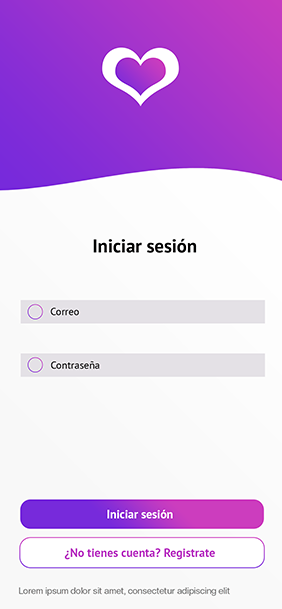 Iniciar sesión
Correo
Contraseña
Iniciar sesión
¿No tienes cuenta? Registrate
Lorem ipsum dolor sit amet, consectetur adipiscing elit